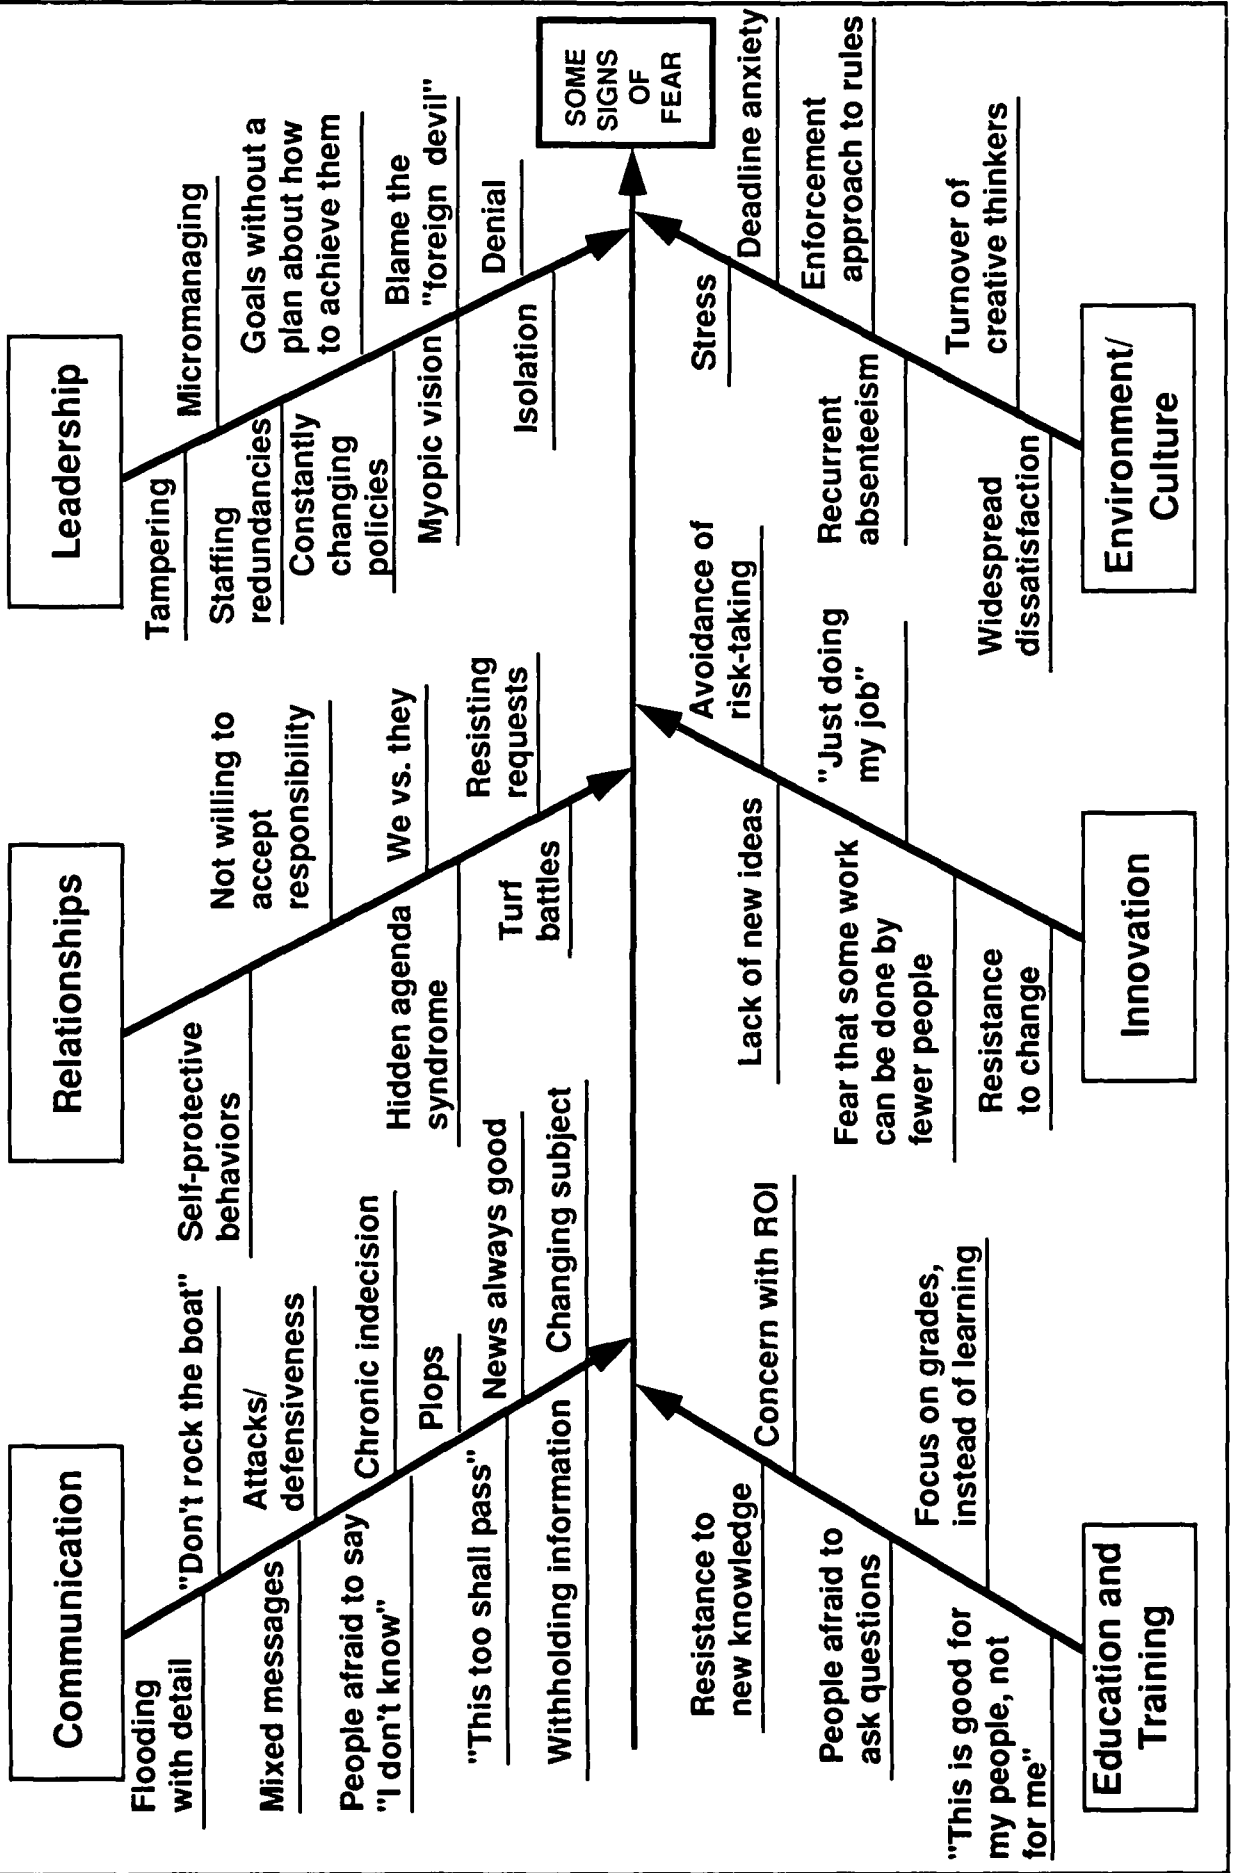 Communication
Flooding
with detail
"Don't rock the boat"
Mixed messages
Attacks/
defensiveness
People afraid to say
"I don't know"
Chronic indecision
Plops
"This too shall pass"
News always good
Withholding information
Changing subject
Relationships
Self-protective
behaviors
Not willing to
accept
responsibility
Hidden agenda
syndrome
We vs. they
Turf
battles
Resisting
requests
Leadership
Tampering
Micromanaging
Staffing
redundancies
Goals without a
plan about how
to achieve them
Constantly
changing
policies
Blame the
"foreign devil"
Myopic vision
Denial
Isolation
SOME
SIGNS
OF
FEAR
Resistance to
new knowledge
Concern with ROI
People afraid to
ask questions
Focus on grades,
instead of learning
"This is good for
my people, not
for me"
Education and
Training
Lack of new ideas
Avoidance of
risk-taking
Fear that some work
can be done by
fewer people
"Just doing
my job"
Resistance
to change
Innovation
Stress
Deadline anxiety
Recurrent
absenteeism
Enforcement
approach to rules
Widespread
dissatisfaction
Turnover of
creative thinkers
Environment/
Culture